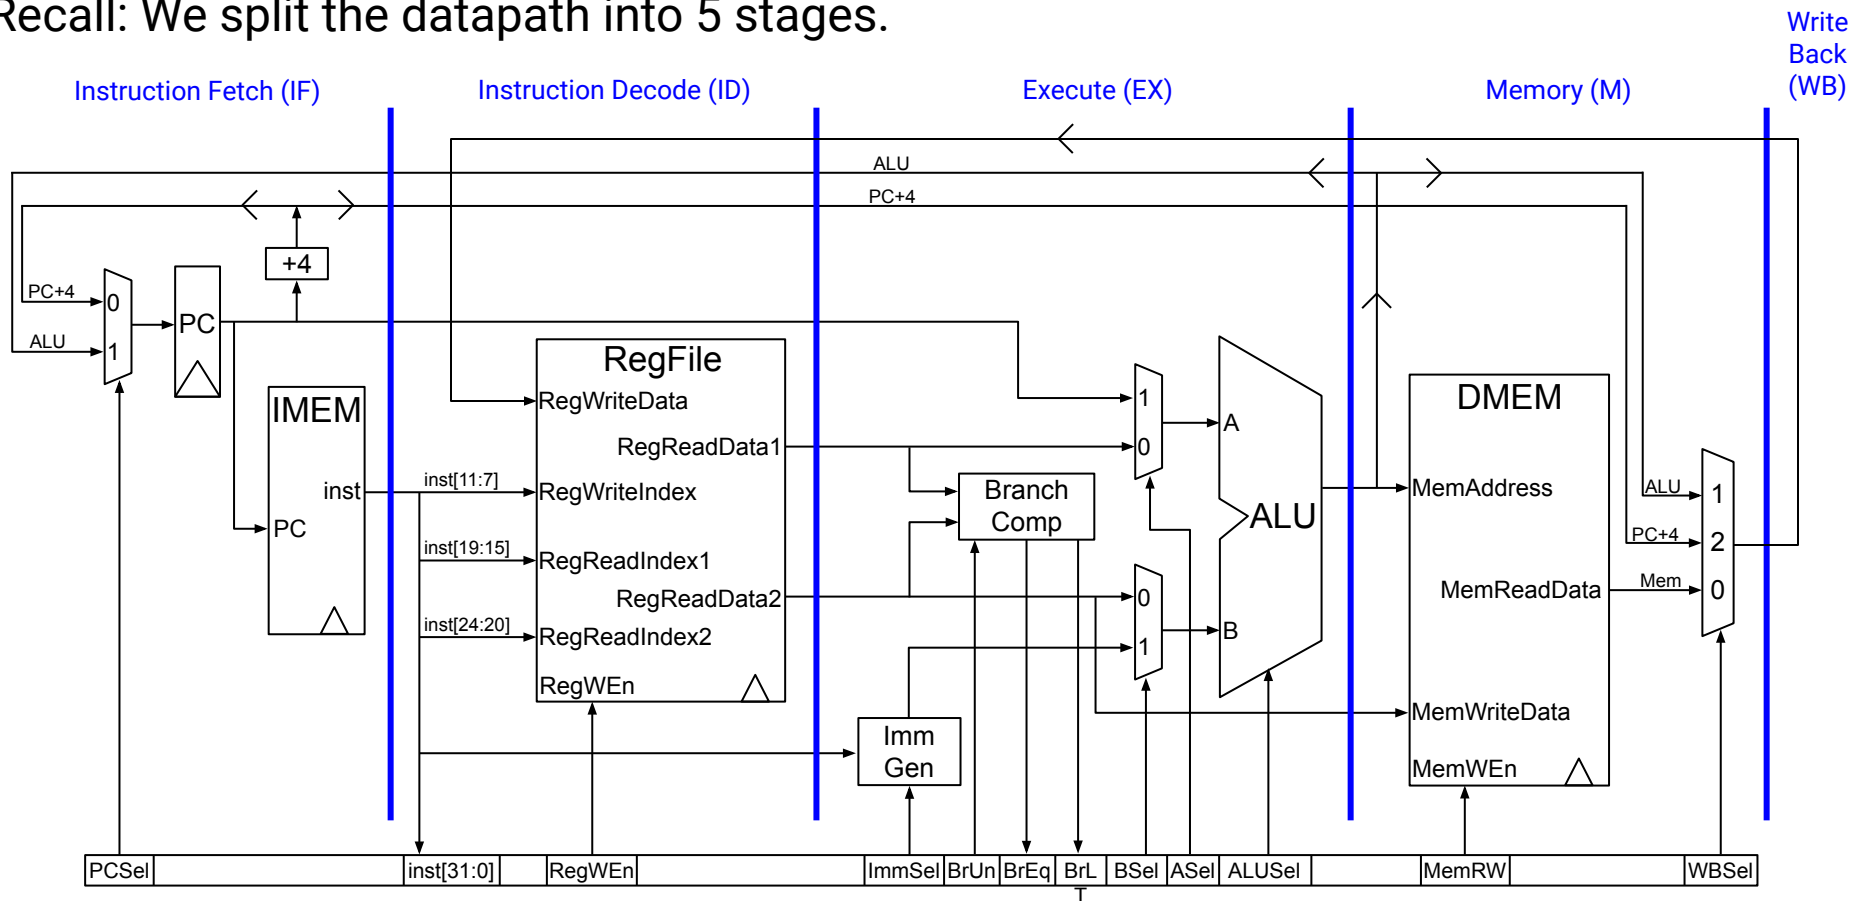 Recall: We split the datapath into 5 stages.
Write
Back
(WB)
Instruction Fetch (IF)
Instruction Decode (ID)
Execute (EX)
Memory (M)
ALU
PC+4
+4
PC+4
0
ALU
1
PC
IMEM
inst
PC
inst[11:7]
inst[19:15]
inst[24:20]
RegFile
RegWriteData
RegReadData1
RegWriteIndex
RegReadIndex1
RegReadData2
RegReadIndex2
RegWEn
Branch
Comp
Imm
Gen
1
0
0
1
A
B
ALU
DMEM
MemAddress
MemReadData
MemWriteData
MemWEn
ALU
1
PC+4
2
Mem
0
PCSel
inst[31:0]
RegWEn
ImmSel
BrUn
BrEq
BrL
T
BSel
ASel
ALUSel
MemRW
WBSel